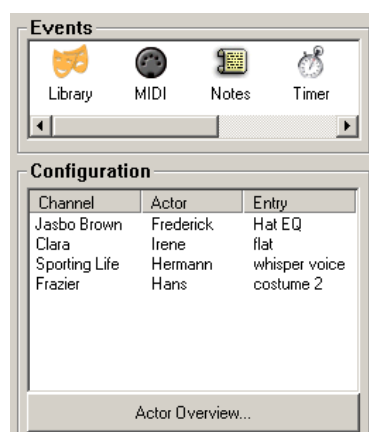 Events
Library MIDI Notes Timer
Configuration
Channel Actor Entry
Jasbo Brown Frederick Hat EQ
Clara Irene flat
Sporting Life Hermann whisper voice
Frazier Hans costume 2
Actor Overview...